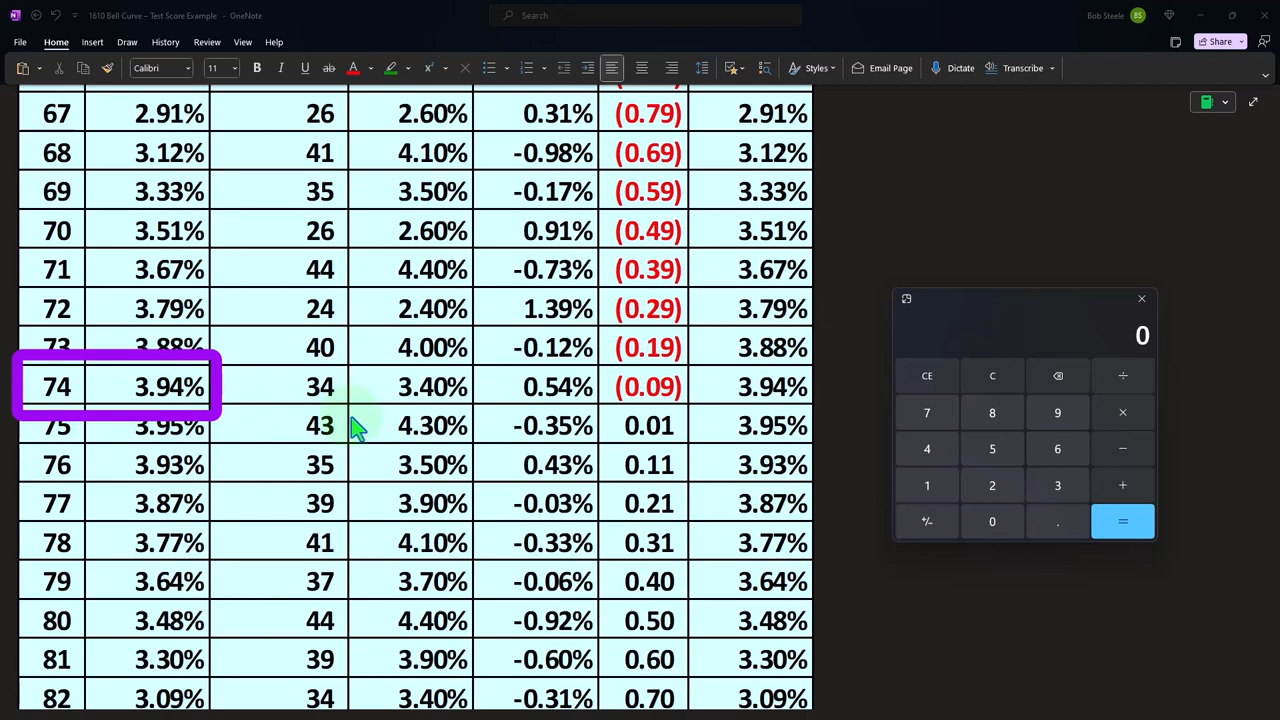 1610 Bell Curve – Test Score Example - OneNote
Search
Bob Steele
BS
File Home Insert Draw History Review View Help
Share
Calibri 11 B I U ab A Styles Email Page Dictate Transcribe
67 2.91% 26 2.60% 0.31% (0.79) 2.91%
68 3.12% 41 4.10% -0.98% (0.69) 3.12%
69 3.33% 35 3.50% -0.17% (0.59) 3.33%
70 3.51% 26 2.60% 0.91% (0.49) 3.51%
71 3.67% 44 4.40% -0.73% (0.39) 3.67%
72 3.79% 24 2.40% 1.39% (0.29) 3.79%
73 3.88% 40 4.00% -0.12% (0.19) 3.88%
74 3.94% 34 3.40% 0.54% (0.09) 3.94%
75 3.95% 43 4.30% -0.35% 0.01 3.95%
76 3.93% 35 3.50% 0.43% 0.11 3.93%
77 3.87% 39 3.90% -0.03% 0.21 3.87%
78 3.77% 41 4.10% -0.33% 0.31 3.77%
79 3.64% 37 3.70% -0.06% 0.40 3.64%
80 3.48% 44 4.40% -0.92% 0.50 3.48%
81 3.30% 39 3.90% -0.60% 0.60 3.30%
82 3.09% 34 3.40% -0.31% 0.70 3.09%
0
CE C ÷
7 8 9 ×
4 5 6 −
1 2 3 +
+/− 0 . =